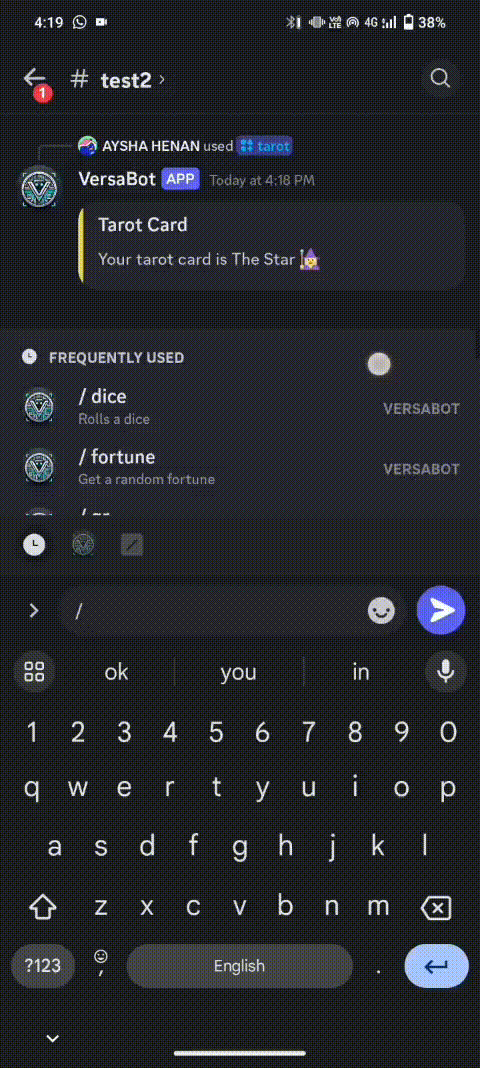 4:19 Vo) LTE 4G 38%
1
# test2 ›
AYSHA HENAN used tarot
VersaBot APP Today at 4:18 PM
Tarot Card
Your tarot card is The Star 🧙‍♀️
FREQUENTLY USED
/ dice VERSABOT
Rolls a dice
/ fortune VERSABOT
Get a random fortune
/
ok you in
1 2 3 4 5 6 7 8 9 0
q w e r t y u i o p
a s d f g h j k l
z x c v b n m
?123 , English .